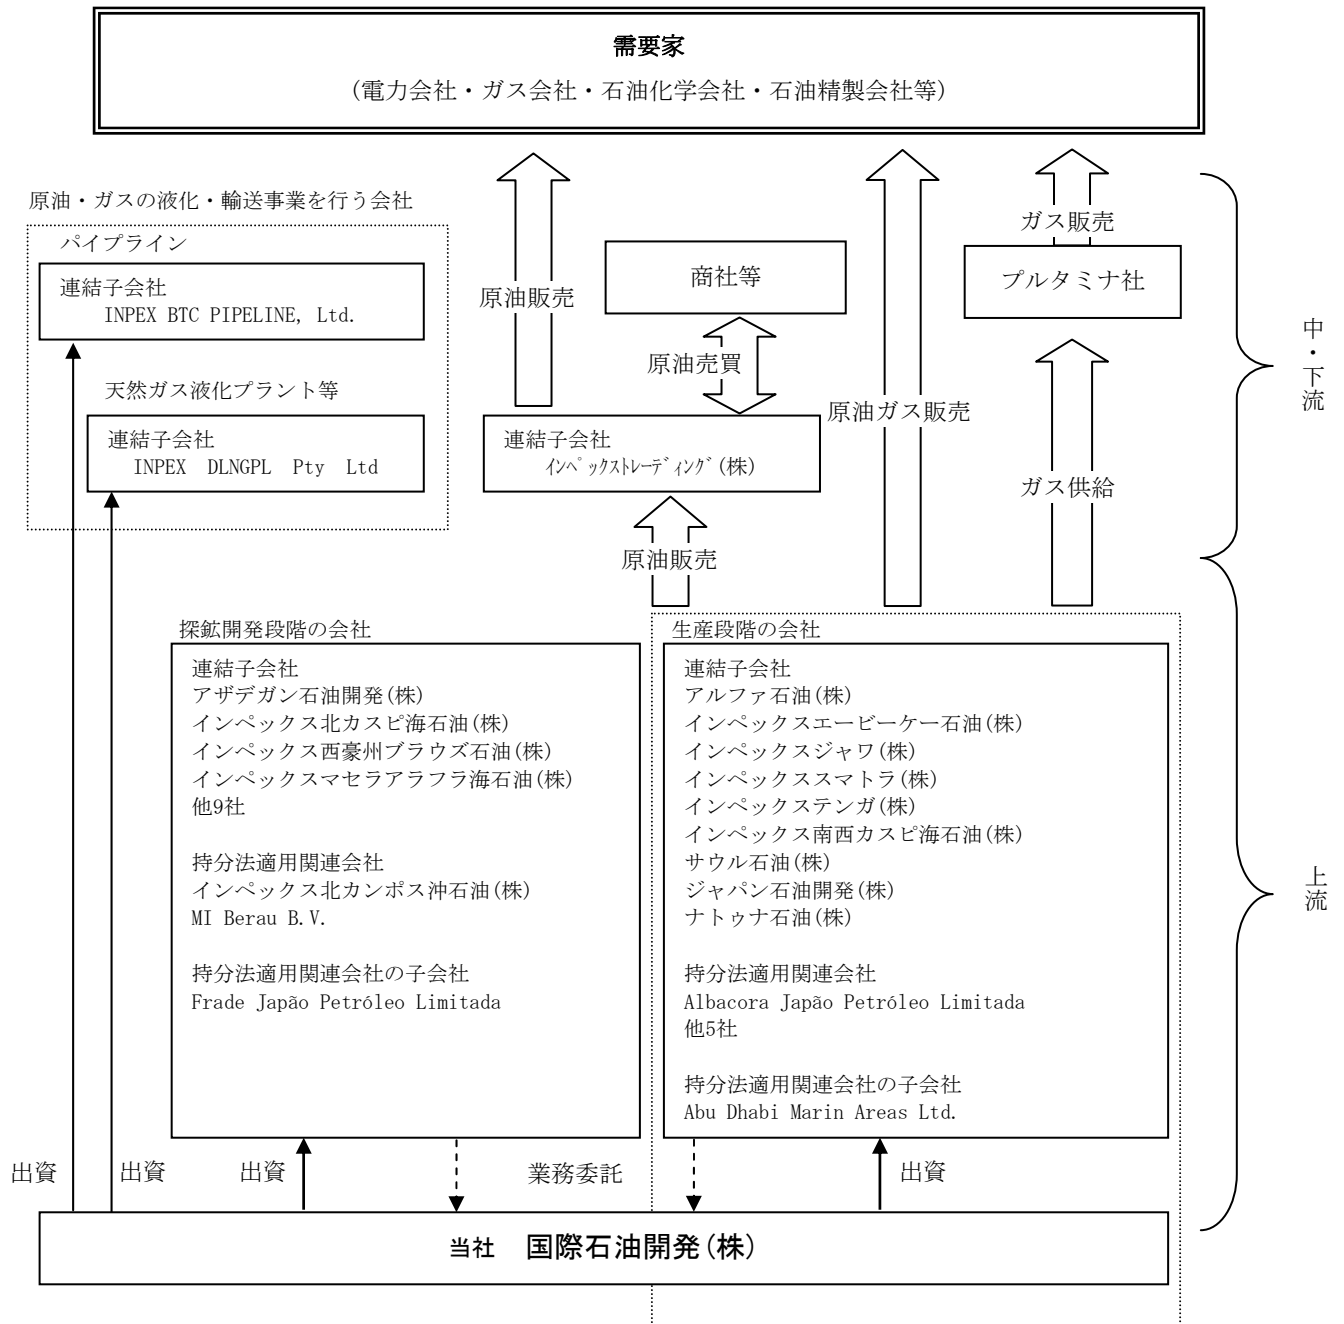 需要家
(電力会社・ガス会社・石油化学会社・石油精製会社等)
原油・ガスの液化・輸送事業を行う会社
パイプライン
連結子会社
INPEX BTC PIPELINE, Ltd.
天然ガス液化プラント等
連結子会社
INPEX DLNGPL Pty Ltd
原油販売
商社等
原油売買
連結子会社
インペックストレーディング(株)
原油販売
原油ガス販売
ガス販売
プルタミナ社
ガス供給
中・下流
探鉱開発段階の会社
連結子会社
アザデガン石油開発(株)
インペックス北カスピ海石油(株)
インペックス西豪州ブラウズ石油(株)
インペックスマセラアラフラ海石油(株)
他9社
持分法適用関連会社
インペックス北カンポス沖石油(株)
MI Berau B.V.
持分法適用関連会社の子会社
Frade Japão Petróleo Limitada
生産段階の会社
連結子会社
アルファ石油(株)
インペックスエービーケー石油(株)
インペックスジャワ(株)
インペックススマトラ(株)
インペックステンガ(株)
インペックス南西カスピ海石油(株)
サウル石油(株)
ジャパン石油開発(株)
ナトゥナ石油(株)
持分法適用関連会社
Albacora Japão Petróleo Limitada
他5社
持分法適用関連会社の子会社
Abu Dhabi Marin Areas Ltd.
上流
出資
出資
出資
業務委託
出資
当社 国際石油開発(株)